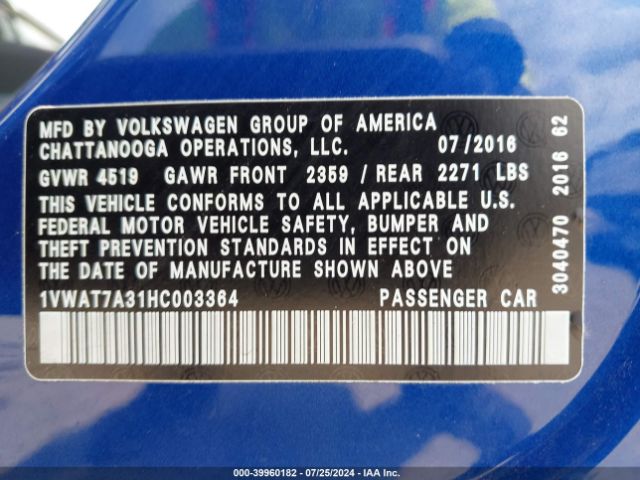 MFD BY VOLKSWAGEN GROUP OF AMERICA
CHATTANOOGA OPERATIONS, LLC. 07/2016
GVWR 4519 GAWR FRONT 2359 / REAR 2271 LBS
THIS VEHICLE CONFORMS TO ALL APPLICABLE U.S.
FEDERAL MOTOR VEHICLE SAFETY, BUMPER AND
THEFT PREVENTION STANDARDS IN EFFECT ON
THE DATE OF MANUFACTURE SHOWN ABOVE
1VWAT7A31HC003364 PASSENGER CAR
3040470 2016 62
000-39960182 - 07/25/2024 - IAA Inc.